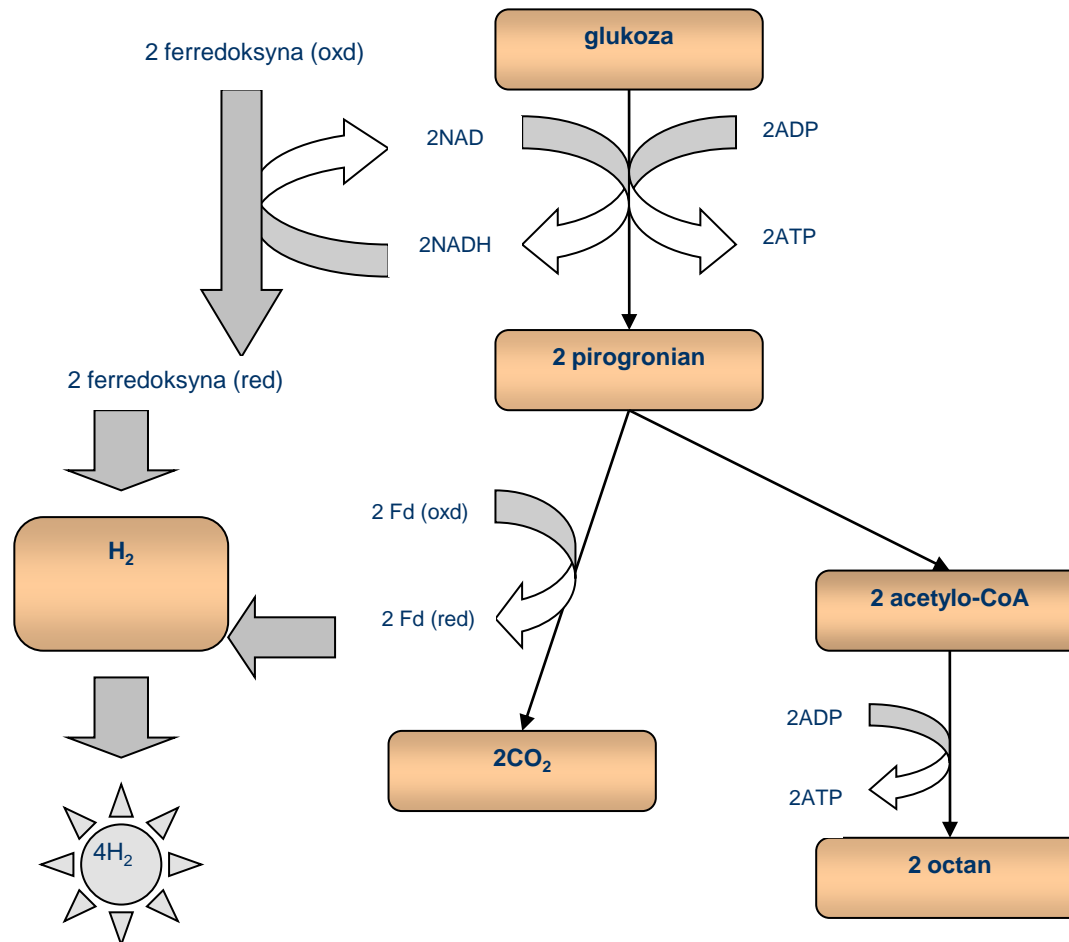 glukoza
2 ferredoksyna (oxd)
2NAD
2ADP
2NADH
2ATP
2 pirogronian
2 ferredoksyna (red)
2 Fd (oxd)
H₂
2 acetylo-CoA
2 Fd (red)
2ADP
2CO₂
2ATP
4H₂
2 octan